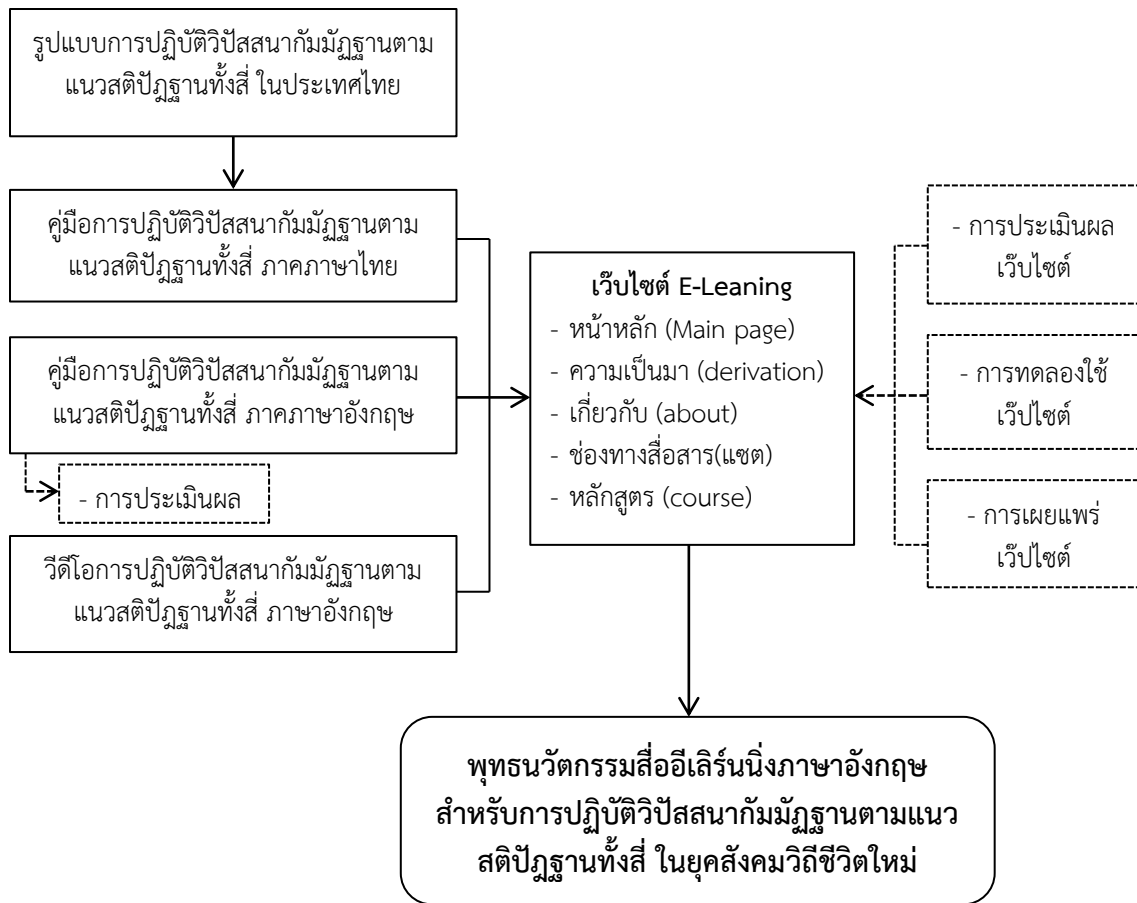 รูปแบบการปฏิบัติวิปัสสนากัมมัฏฐานตาม
แนวสติปัฏฐานทั้งสี่ ในประเทศไทย
คู่มือการปฏิบัติวิปัสสนากัมมัฏฐานตาม
แนวสติปัฏฐานทั้งสี่ ภาคภาษาไทย
คู่มือการปฏิบัติวิปัสสนากัมมัฏฐานตาม
แนวสติปัฏฐานทั้งสี่ ภาคภาษาอังกฤษ
- การประเมินผล
วีดีโอการปฏิบัติวิปัสสนากัมมัฏฐานตาม
แนวสติปัฏฐานทั้งสี่ ภาษาอังกฤษ
เว๊บไซต์ E-Leaning
- หน้าหลัก (Main page)
- ความเป็นมา (derivation)
- เกี่ยวกับ (about)
- ช่องทางสื่อสาร(แซต)
- หลักสูตร (course)
- การประเมินผล
เว๊บไซต์
- การทดลองใช้
เว๊ปไซต์
- การเผยแพร่
เว๊ปไซต์
พุทธนวัตกรรมสื่ออีเลิร์นนิ่งภาษาอังกฤษ
สำหรับการปฏิบัติวิปัสสนากัมมัฏฐานตามแนว
สติปัฏฐานทั้งสี่ ในยุคสังคมวิถีชีวิตใหม่